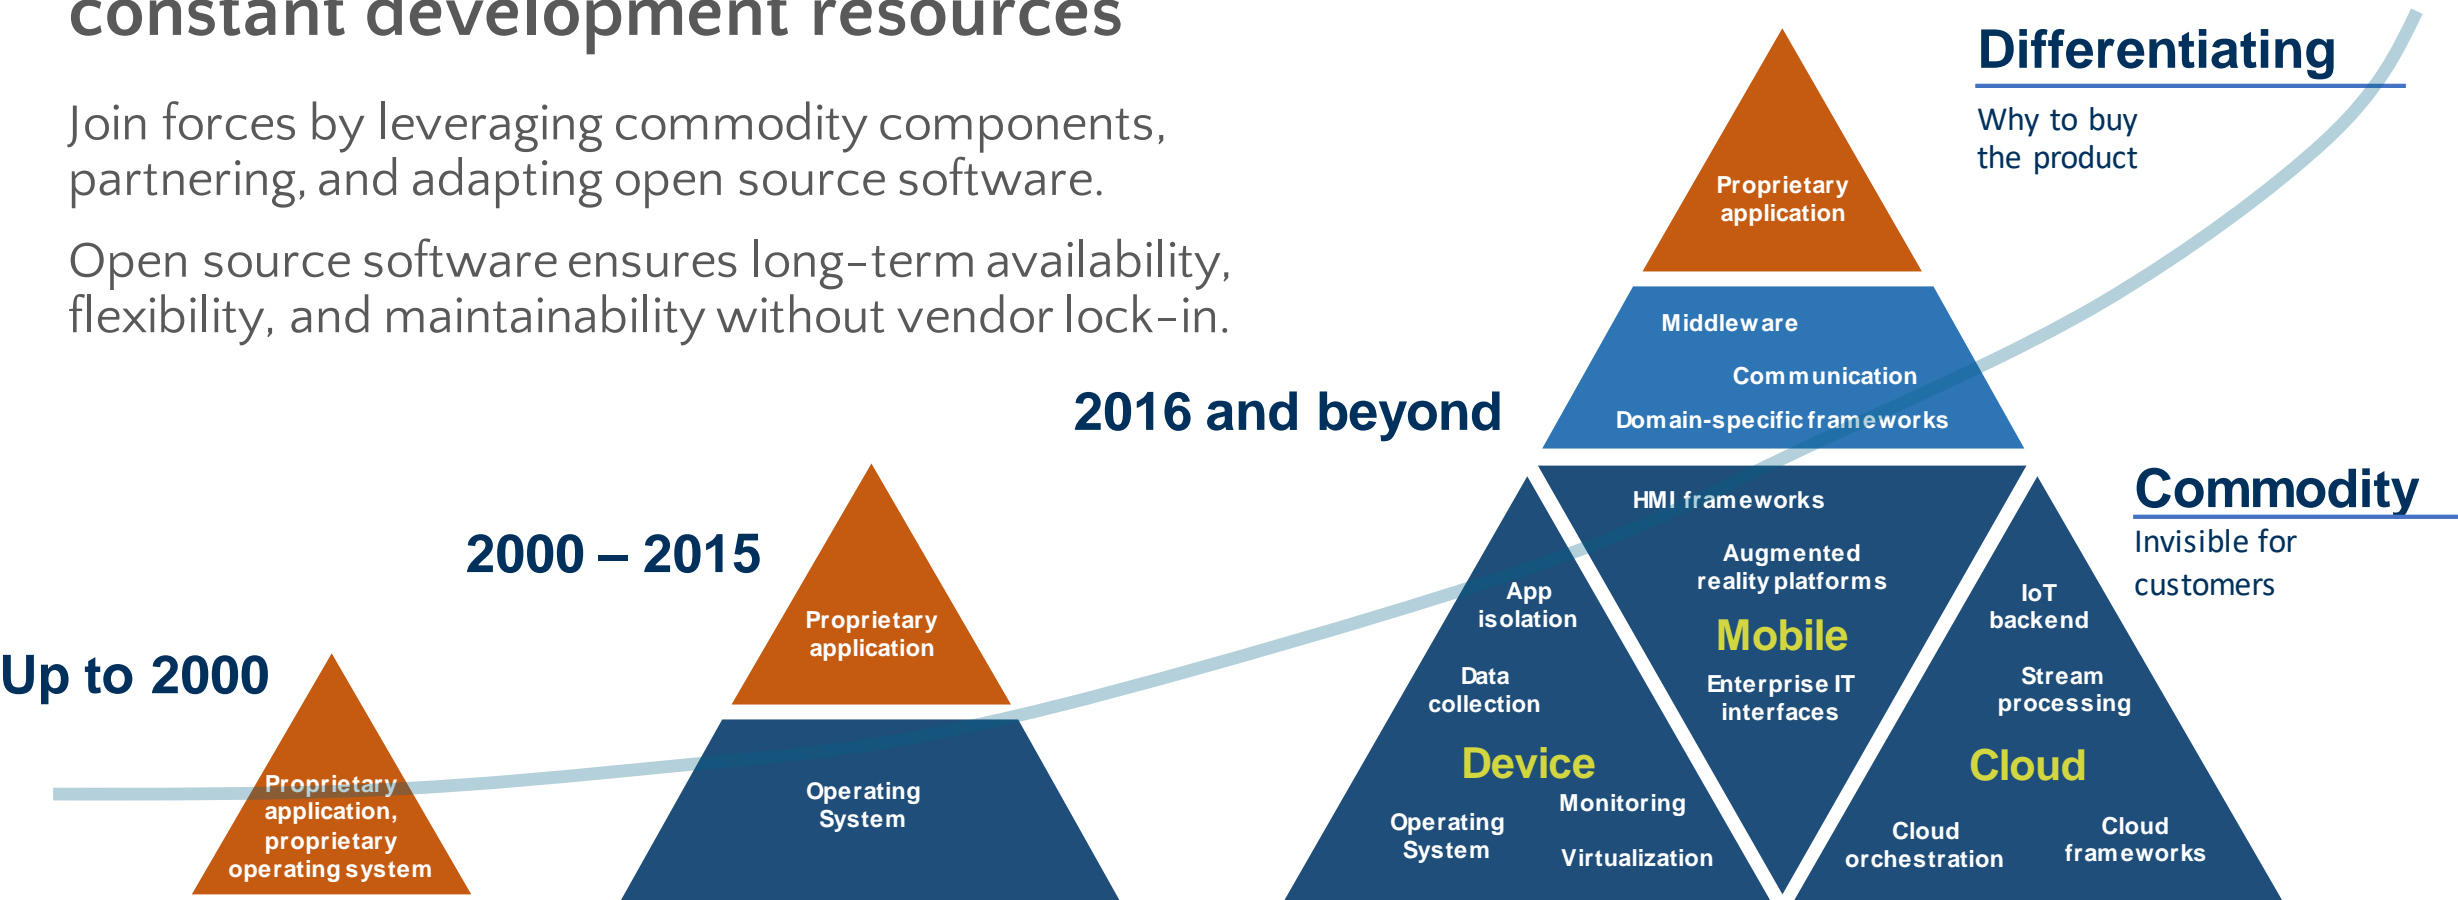 constant development resources
Join forces by leveraging commodity components,
partnering, and adapting open source software.
Open source software ensures long-term availability,
flexibility, and maintainability without vendor lock-in.
Up to 2000
Proprietary
application,
proprietary
operating system
2000 – 2015
Proprietary
application
Operating
System
2016 and beyond
Proprietary
application
Middleware
Communication
Domain-specific frameworks
HMI frameworks
Augmented
reality platforms
Mobile
Enterprise IT
interfaces
App
isolation
Data
collection
Device
Monitoring
Operating
System
Virtualization
IoT
backend
Stream
processing
Cloud
Cloud
orchestration
Cloud
frameworks
Differentiating
Why to buy
the product
Commodity
Invisible for
customers